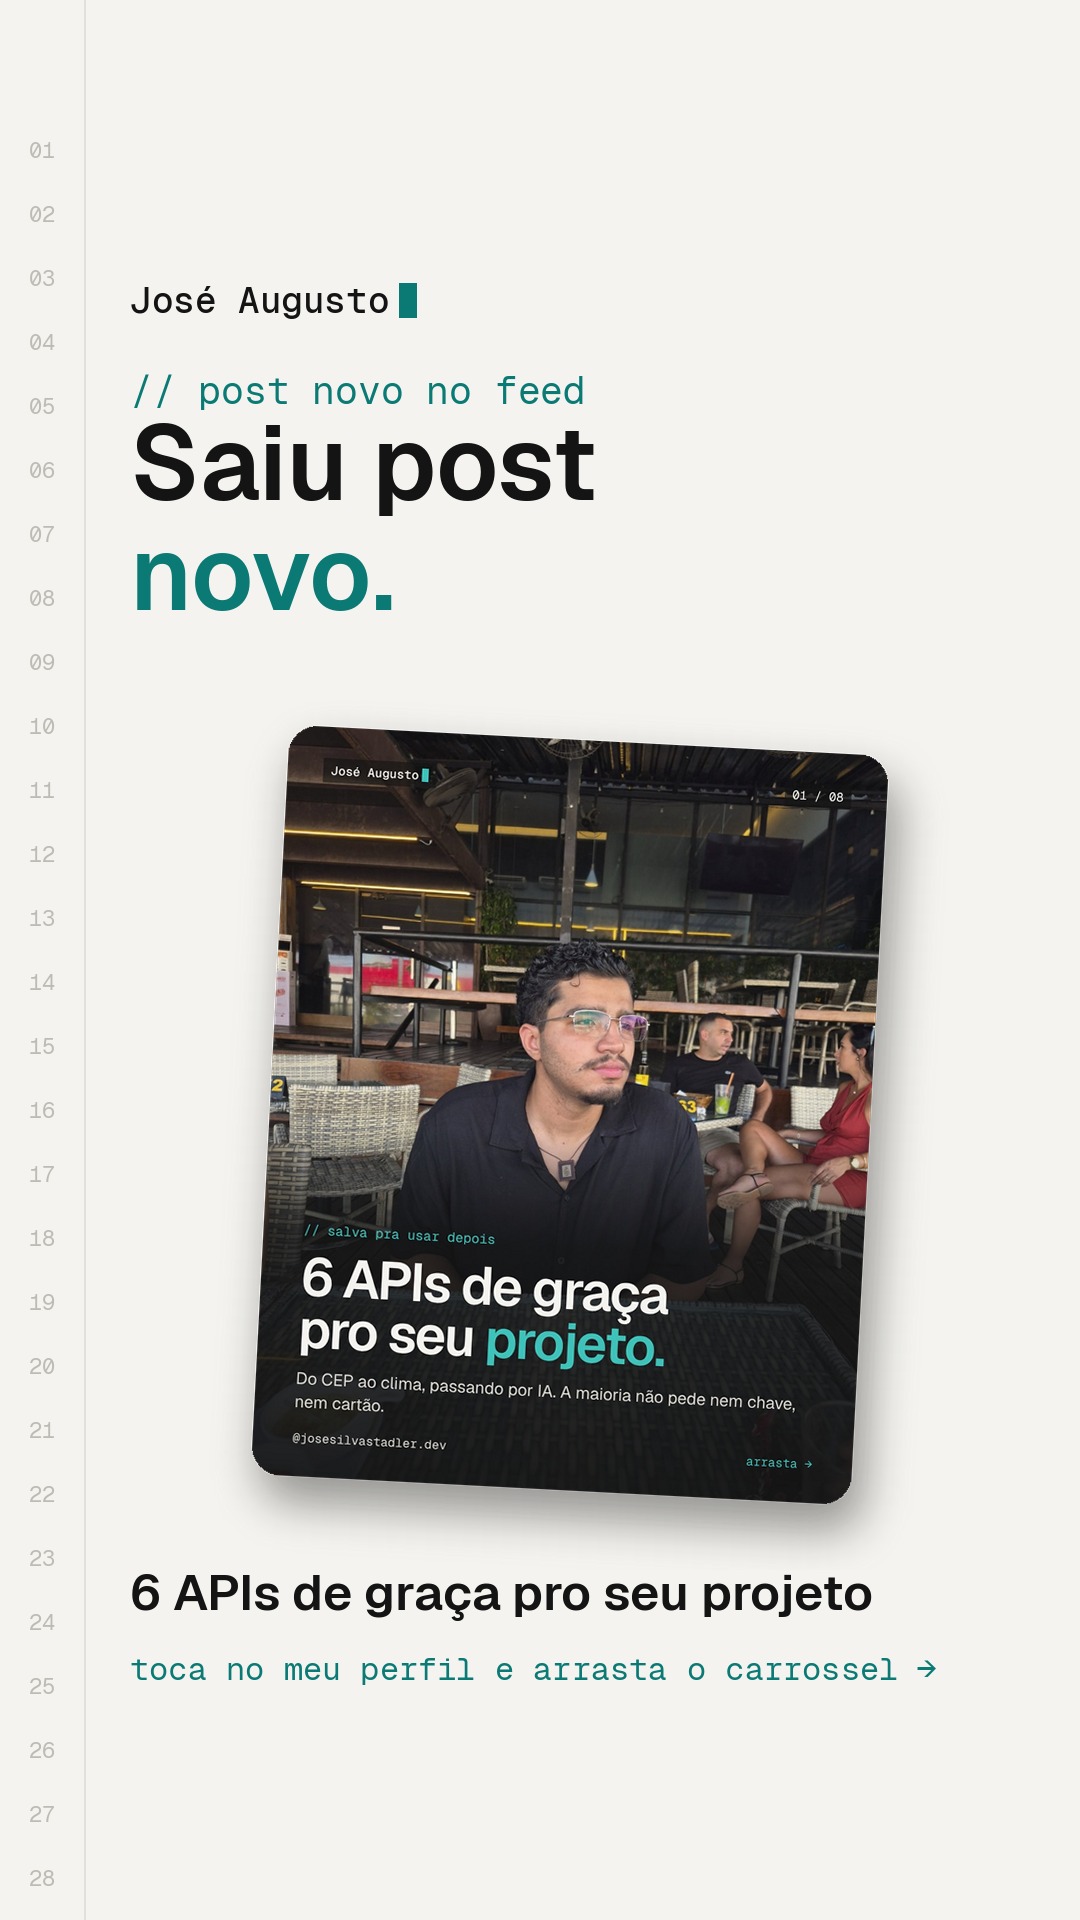 01
02
03
04
05
06
07
08
09
10
11
12
13
14
15
16
17
18
19
20
21
22
23
24
25
26
27
28
José Augusto
// post novo no feed
Saiu post
novo.
José Augusto
01 / 08
2
63
// salva pra usar depois
6 APIs de graça
pro seu projeto.
Do CEP ao clima, passando por IA. A maioria não pede nem chave,
nem cartão.
@josesilvastadler.dev
arrasta →
6 APIs de graça pro seu projeto
toca no meu perfil e arrasta o carrossel →